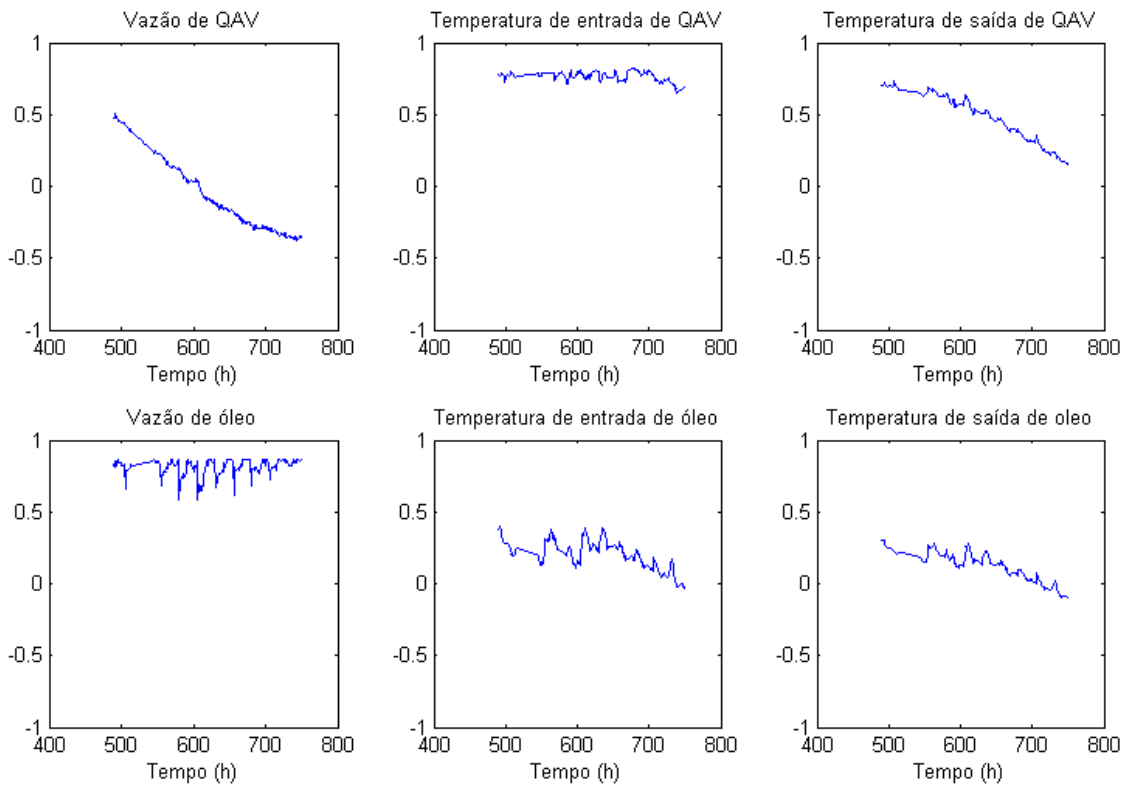 Vazão de QAV
Temperatura de entrada de QAV
Temperatura de saída de QAV
1
0.5
0
-0.5
-1
400 500 600 700 800
Tempo (h)
1
0.5
0
-0.5
-1
400 500 600 700 800
Tempo (h)
1
0.5
0
-0.5
-1
400 500 600 700 800
Tempo (h)
Vazão de óleo
Temperatura de entrada de óleo
Temperatura de saída de oleo
1
0.5
0
-0.5
-1
400 500 600 700 800
Tempo (h)
1
0.5
0
-0.5
-1
400 500 600 700 800
Tempo (h)
1
0.5
0
-0.5
-1
400 500 600 700 800
Tempo (h)